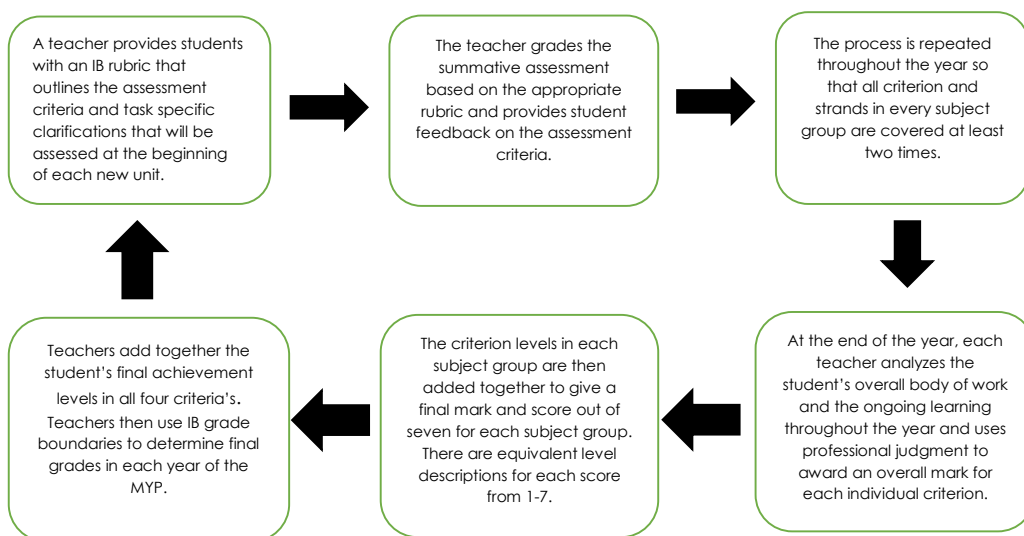 A teacher provides students
with an IB rubric that
outlines the assessment
criteria and task specific
clarifications that will be
assessed at the beginning
of each new unit.
The teacher grades the
summative assessment
based on the appropriate
rubric and provides student
feedback on the assessment
criteria.
The process is repeated
throughout the year so
that all criterion and
strands in every subject
group are covered at least
two times.
At the end of the year, each
teacher analyzes the
student’s overall body of work
and the ongoing learning
throughout the year and uses
professional judgment to
award an overall mark for
each individual criterion.
The criterion levels in each
subject group are then
added together to give a
final mark and score out of
seven for each subject group.
There are equivalent level
descriptions for each score
from 1-7.
Teachers add together the
student’s final achievement
levels in all four criteria’s.
Teachers then use IB grade
boundaries to determine final
grades in each year of the
MYP.